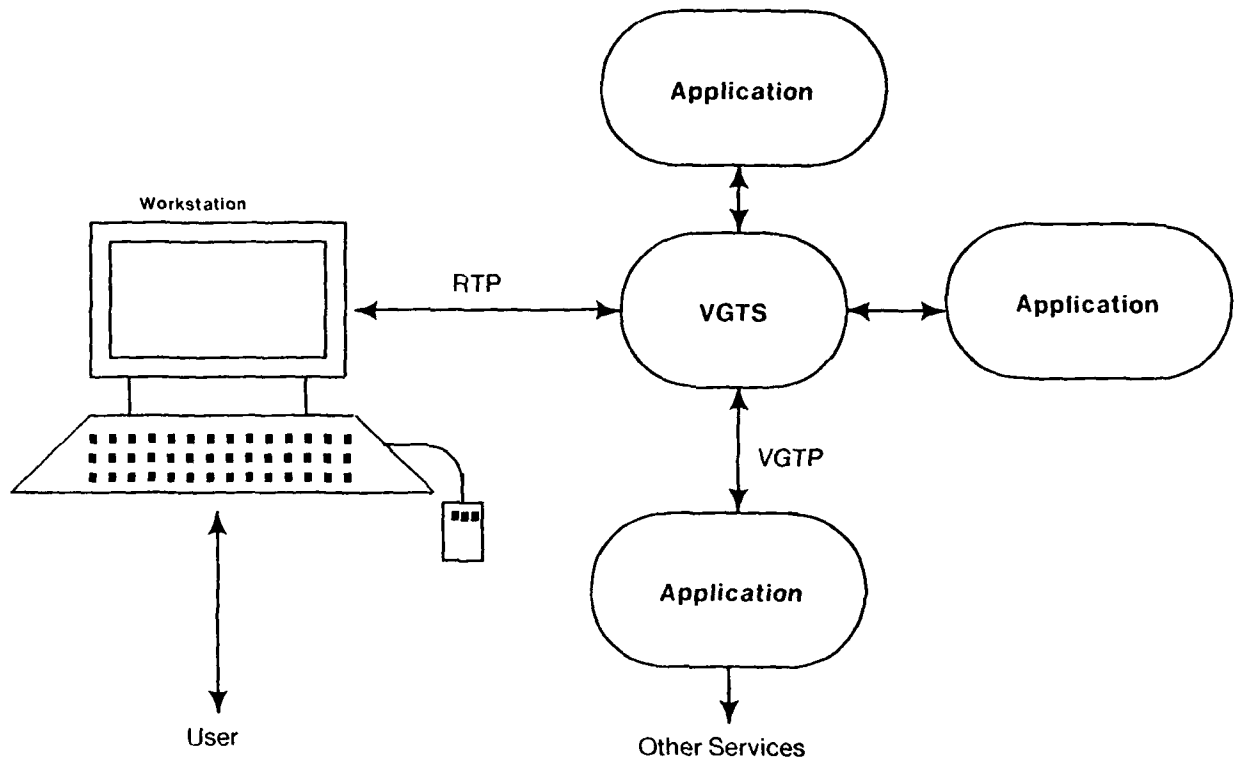 Application
Workstation
RTP
VGTS
Application
VGTP
Application
User
Other Services